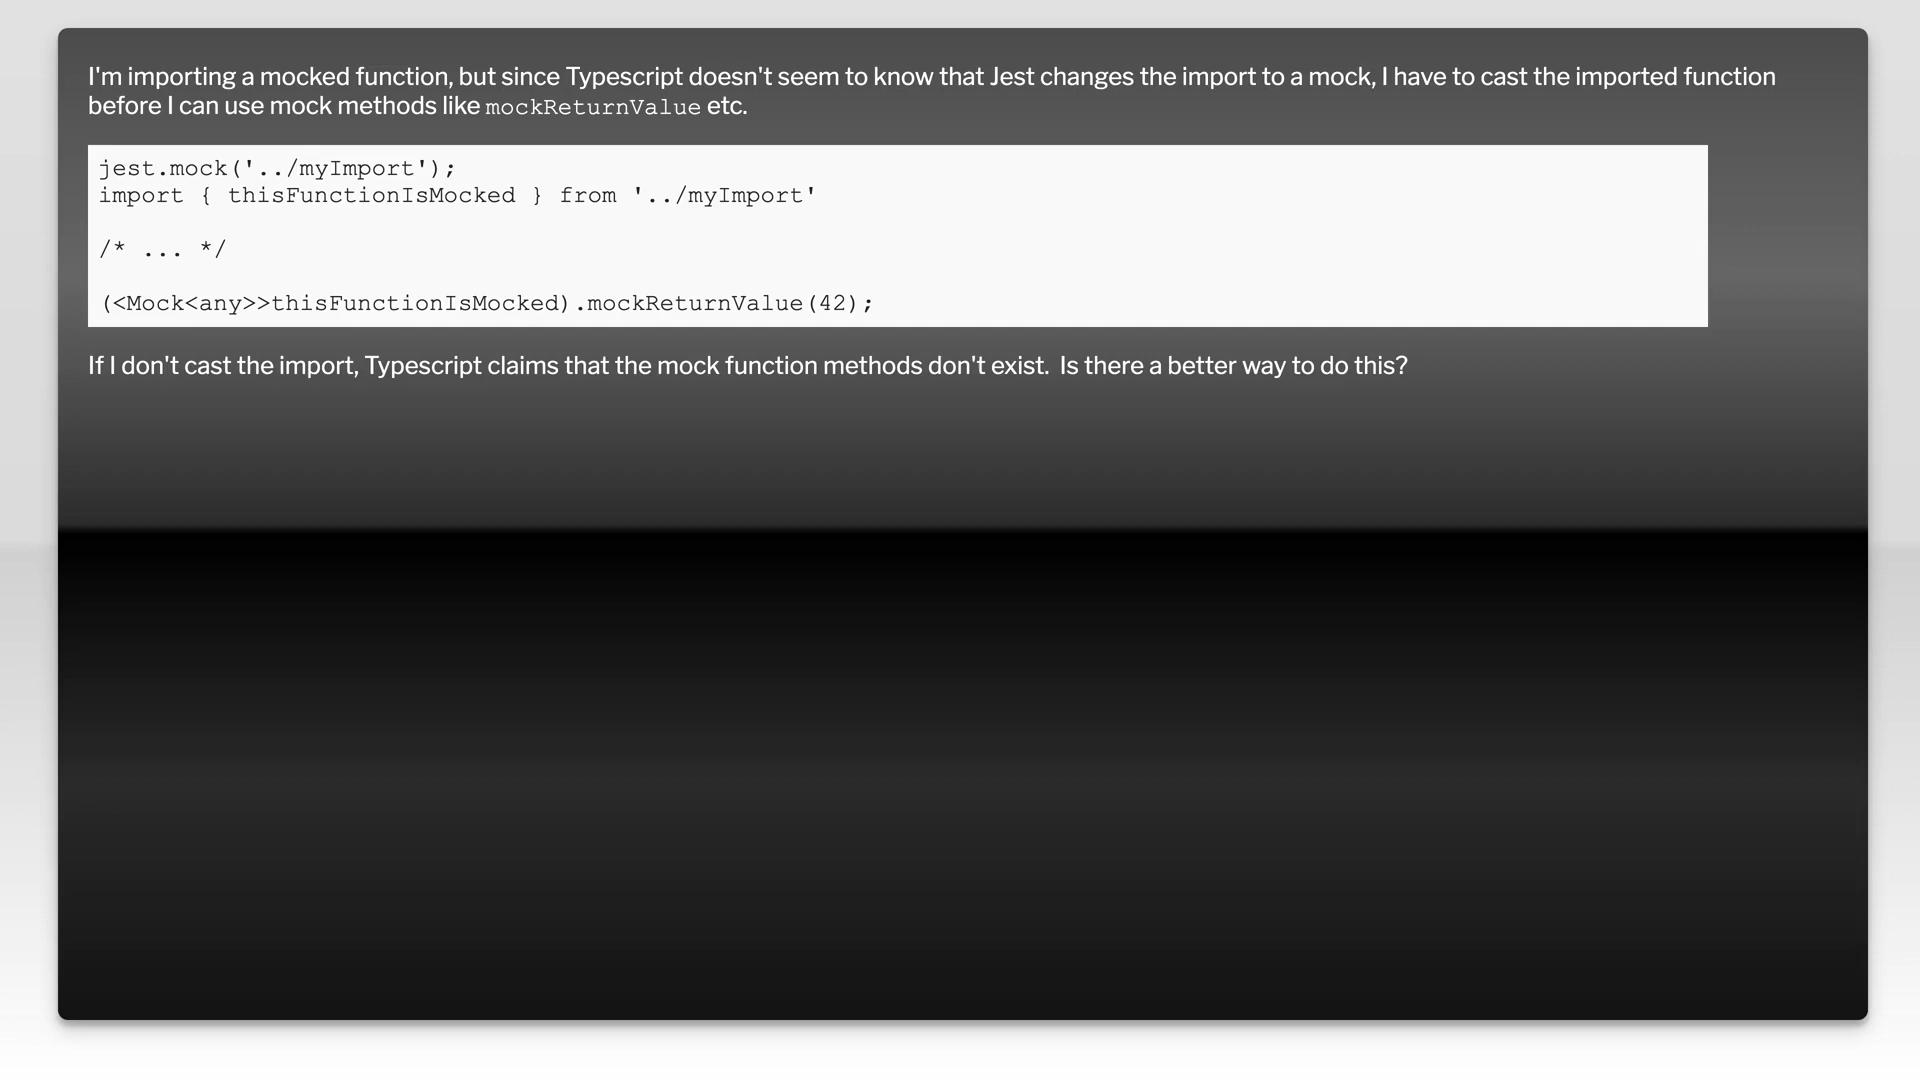 I'm importing a mocked function, but since Typescript doesn't seem to know that Jest changes the import to a mock, I have to cast the imported function
before I can use mock methods like mockReturnValue etc.
jest.mock('../myImport');
import { thisFunctionIsMocked } from '../myImport'
/* ... */
(<Mock<any>>thisFunctionIsMocked).mockReturnValue(42);
If I don't cast the import, Typescript claims that the mock function methods don't exist.  Is there a better way to do this?